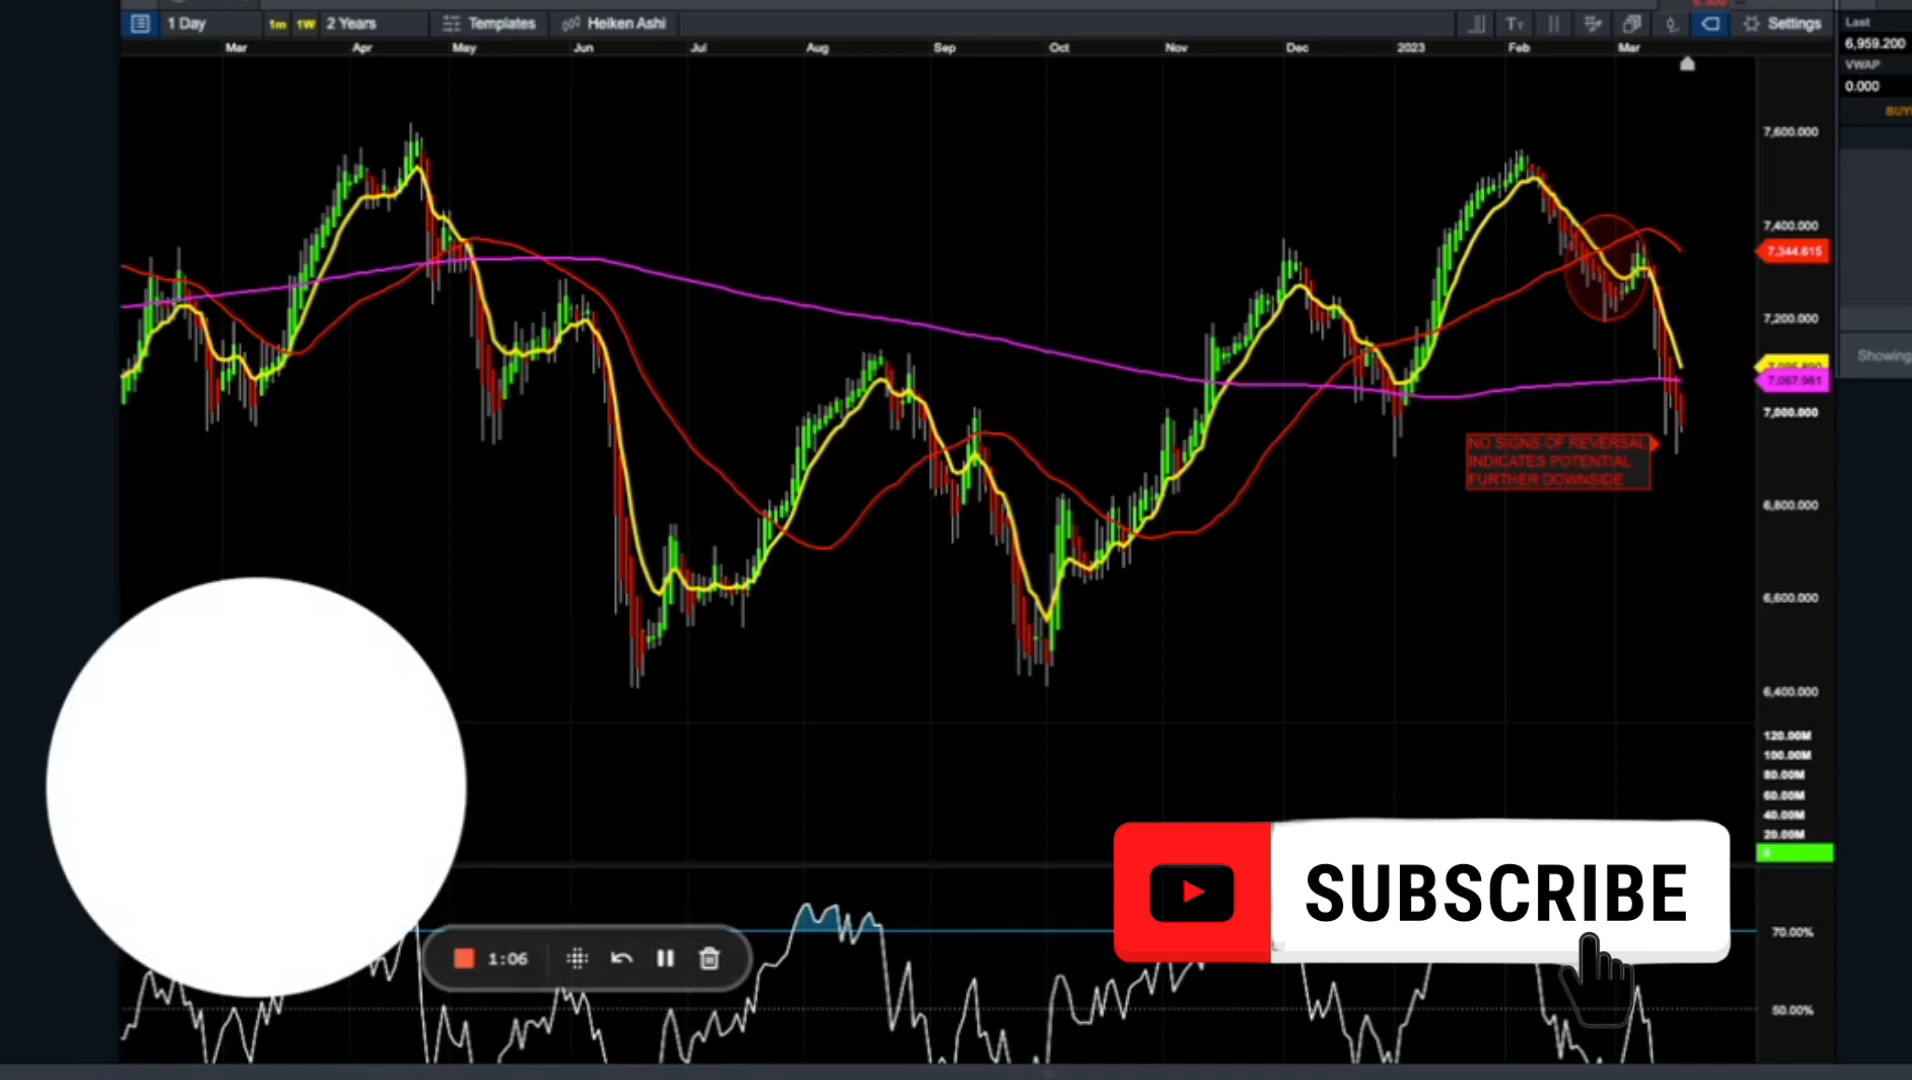 1 Day 1m 1W 2 Years Templates Heiken Ashi Tт Settings
Last
6,959.200
VWAP
0.000
Mar Apr May Jun Jul Aug Sep Oct Nov Dec 2023 Feb Mar
7,600.000
7,400.000
7,344.615
7,200.000
Showing
7,067.981
7,000.000
NO SIGNS OF REVERSAL
INDICATES POTENTIAL
FURTHER DOWNSIDE
6,800.000
6,600.000
6,400.000
120.00M
100.00M
80.00M
60.00M
40.00M
20.00M
SUBSCRIBE
70.00%
1:06
50.00%